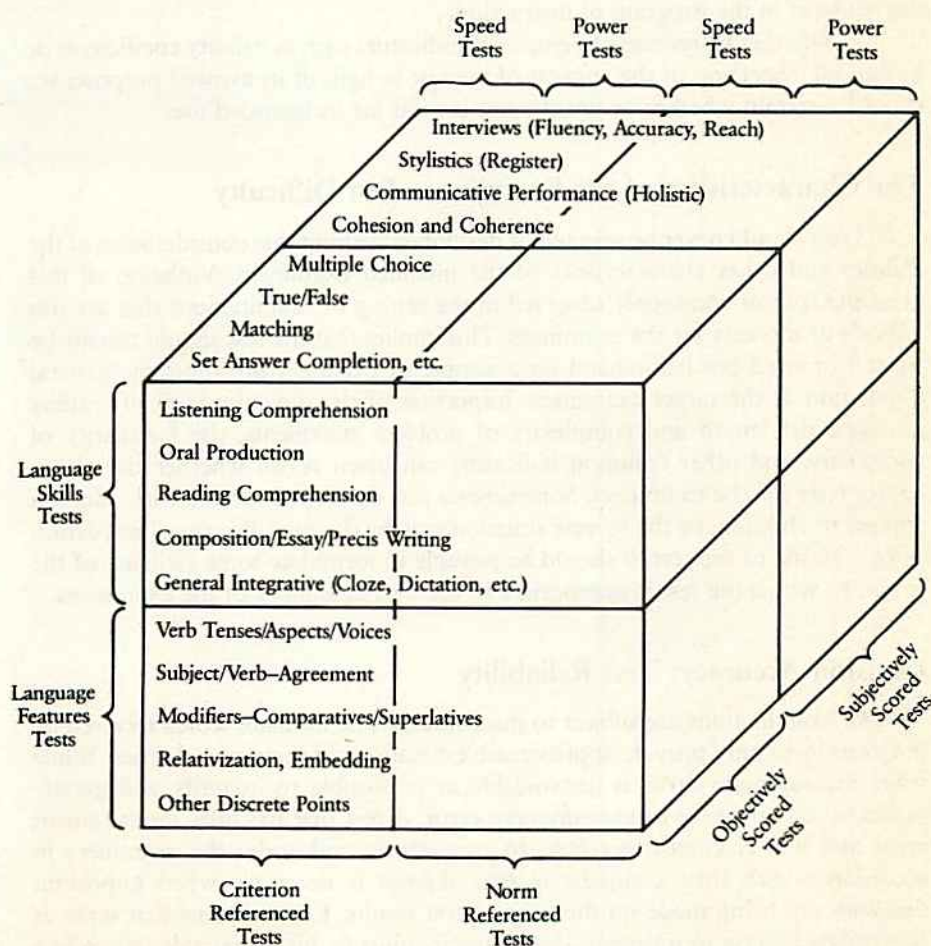 Speed Tests
Power Tests
Speed Tests
Power Tests
Interviews (Fluency, Accuracy, Reach)
Stylistics (Register)
Communicative Performance (Holistic)
Cohesion and Coherence
Multiple Choice
True/False
Matching
Set Answer Completion, etc.
Language
Skills
Tests
Listening Comprehension
Oral Production
Reading Comprehension
Composition/Essay/Precis Writing
General Integrative (Cloze, Dictation, etc.)
Language
Features
Tests
Verb Tenses/Aspects/Voices
Subject/Verb–Agreement
Modifiers–Comparatives/Superlatives
Relativization, Embedding
Other Discrete Points
Subjectively
Scored
Tests
Objectively
Scored
Tests
Criterion
Referenced
Tests
Norm
Referenced
Tests